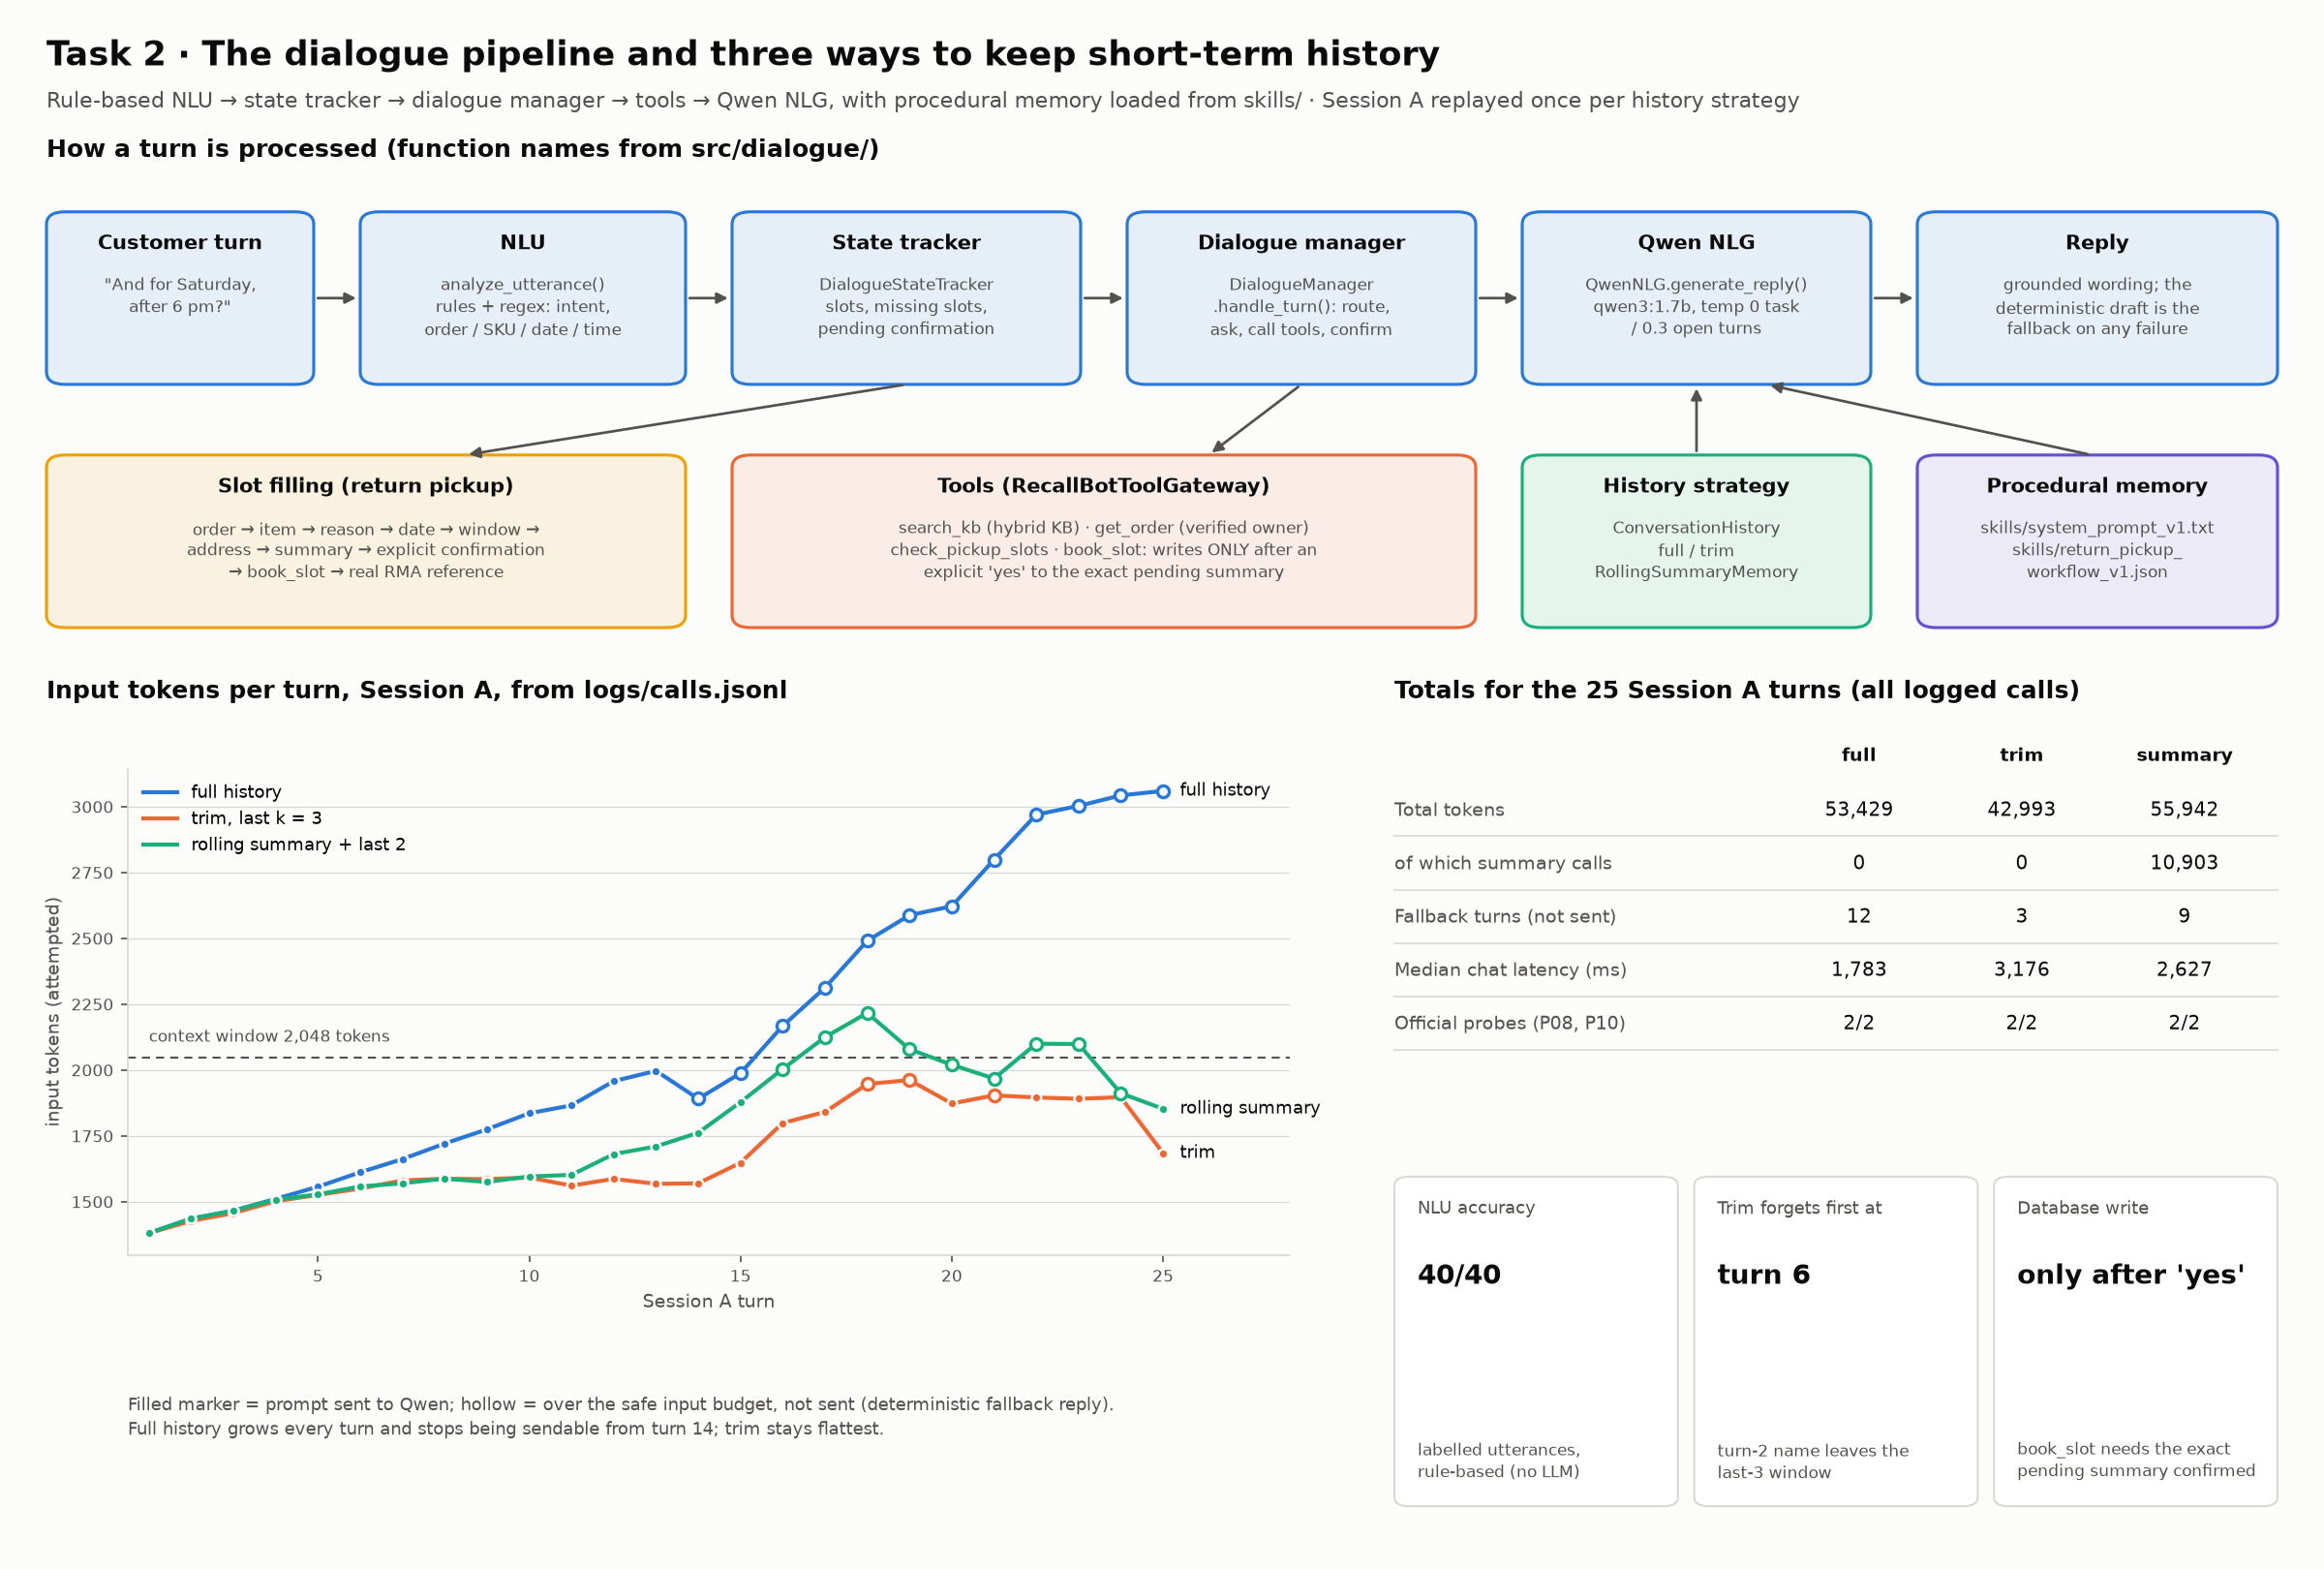 Task 2 · The dialogue pipeline and three ways to keep short-term history
Rule-based NLU → state tracker → dialogue manager → tools → Qwen NLG, with procedural memory loaded from skills/ · Session A replayed once per history strategy
How a turn is processed (function names from src/dialogue/)
Customer turn
"And for Saturday,
after 6 pm?"
NLU
analyze_utterance()
rules + regex: intent,
order / SKU / date / time
State tracker
DialogueStateTracker
slots, missing slots,
pending confirmation
Dialogue manager
DialogueManager
.handle_turn(): route,
ask, call tools, confirm
Qwen NLG
QwenNLG.generate_reply()
qwen3:1.7b, temp 0 task
/ 0.3 open turns
Reply
grounded wording; the
deterministic draft is the
fallback on any failure
Slot filling (return pickup)
order → item → reason → date → window →
address → summary → explicit confirmation
→ book_slot → real RMA reference
Tools (RecallBotToolGateway)
search_kb (hybrid KB) · get_order (verified owner)
check_pickup_slots · book_slot: writes ONLY after an
explicit 'yes' to the exact pending summary
History strategy
ConversationHistory
full / trim
RollingSummaryMemory
Procedural memory
skills/system_prompt_v1.txt
skills/return_pickup_
workflow_v1.json
Input tokens per turn, Session A, from logs/calls.jsonl
full history
trim, last k = 3
rolling summary + last 2
input tokens (attempted)
3000
2750
2500
2250
2000
1750
1500
context window 2,048 tokens
full history
rolling summary
trim
5
10
15
20
25
Session A turn
Filled marker = prompt sent to Qwen; hollow = over the safe input budget, not sent (deterministic fallback reply).
Full history grows every turn and stops being sendable from turn 14; trim stays flattest.
Totals for the 25 Session A turns (all logged calls)
full trim summary
Total tokens 53,429 42,993 55,942
of which summary calls 0 0 10,903
Fallback turns (not sent) 12 3 9
Median chat latency (ms) 1,783 3,176 2,627
Official probes (P08, P10) 2/2 2/2 2/2
NLU accuracy
40/40
labelled utterances,
rule-based (no LLM)
Trim forgets first at
turn 6
turn-2 name leaves the
last-3 window
Database write
only after 'yes'
book_slot needs the exact
pending summary confirmed